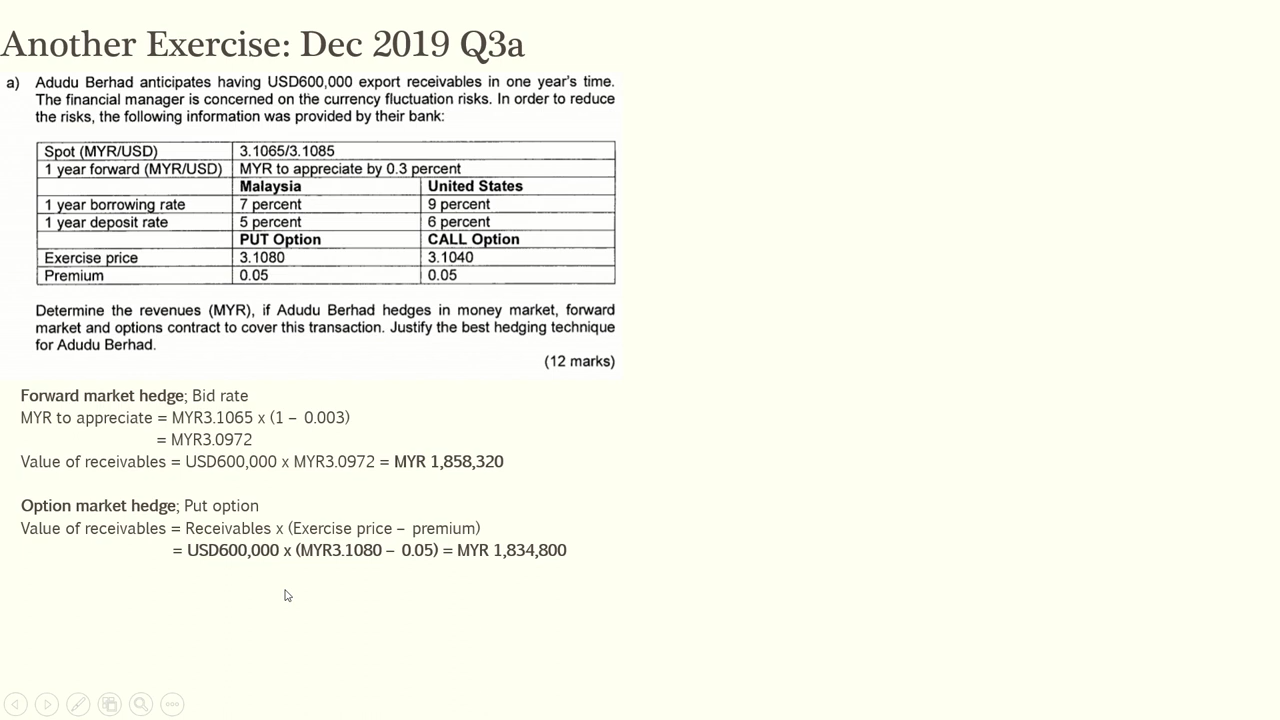 Another Exercise: Dec 2019 Q3a
a) Adudu Berhad anticipates having USD600,000 export receivables in one year's time.
The financial manager is concerned on the currency fluctuation risks. In order to reduce
the risks, the following information was provided by their bank:
Spot (MYR/USD) 3.1065/3.1085
1 year forward (MYR/USD) MYR to appreciate by 0.3 percent
Malaysia United States
1 year borrowing rate 7 percent 9 percent
1 year deposit rate 5 percent 6 percent
PUT Option CALL Option
Exercise price 3.1080 3.1040
Premium 0.05 0.05
Determine the revenues (MYR), if Adudu Berhad hedges in money market, forward
market and options contract to cover this transaction. Justify the best hedging technique
for Adudu Berhad.
(12 marks)
Forward market hedge; Bid rate
MYR to appreciate = MYR3.1065 x (1 – 0.003)
= MYR3.0972
Value of receivables = USD600,000 x MYR3.0972 = MYR 1,858,320
Option market hedge; Put option
Value of receivables = Receivables x (Exercise price – premium)
= USD600,000 x (MYR3.1080 – 0.05) = MYR 1,834,800